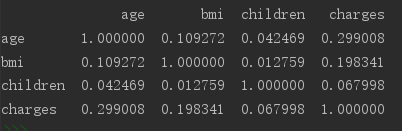 age bmi children charges
age 1.000000 0.109272 0.042469 0.299008
bmi 0.109272 1.000000 0.012759 0.198341
children 0.042469 0.012759 1.000000 0.067998
charges 0.299008 0.198341 0.067998 1.000000